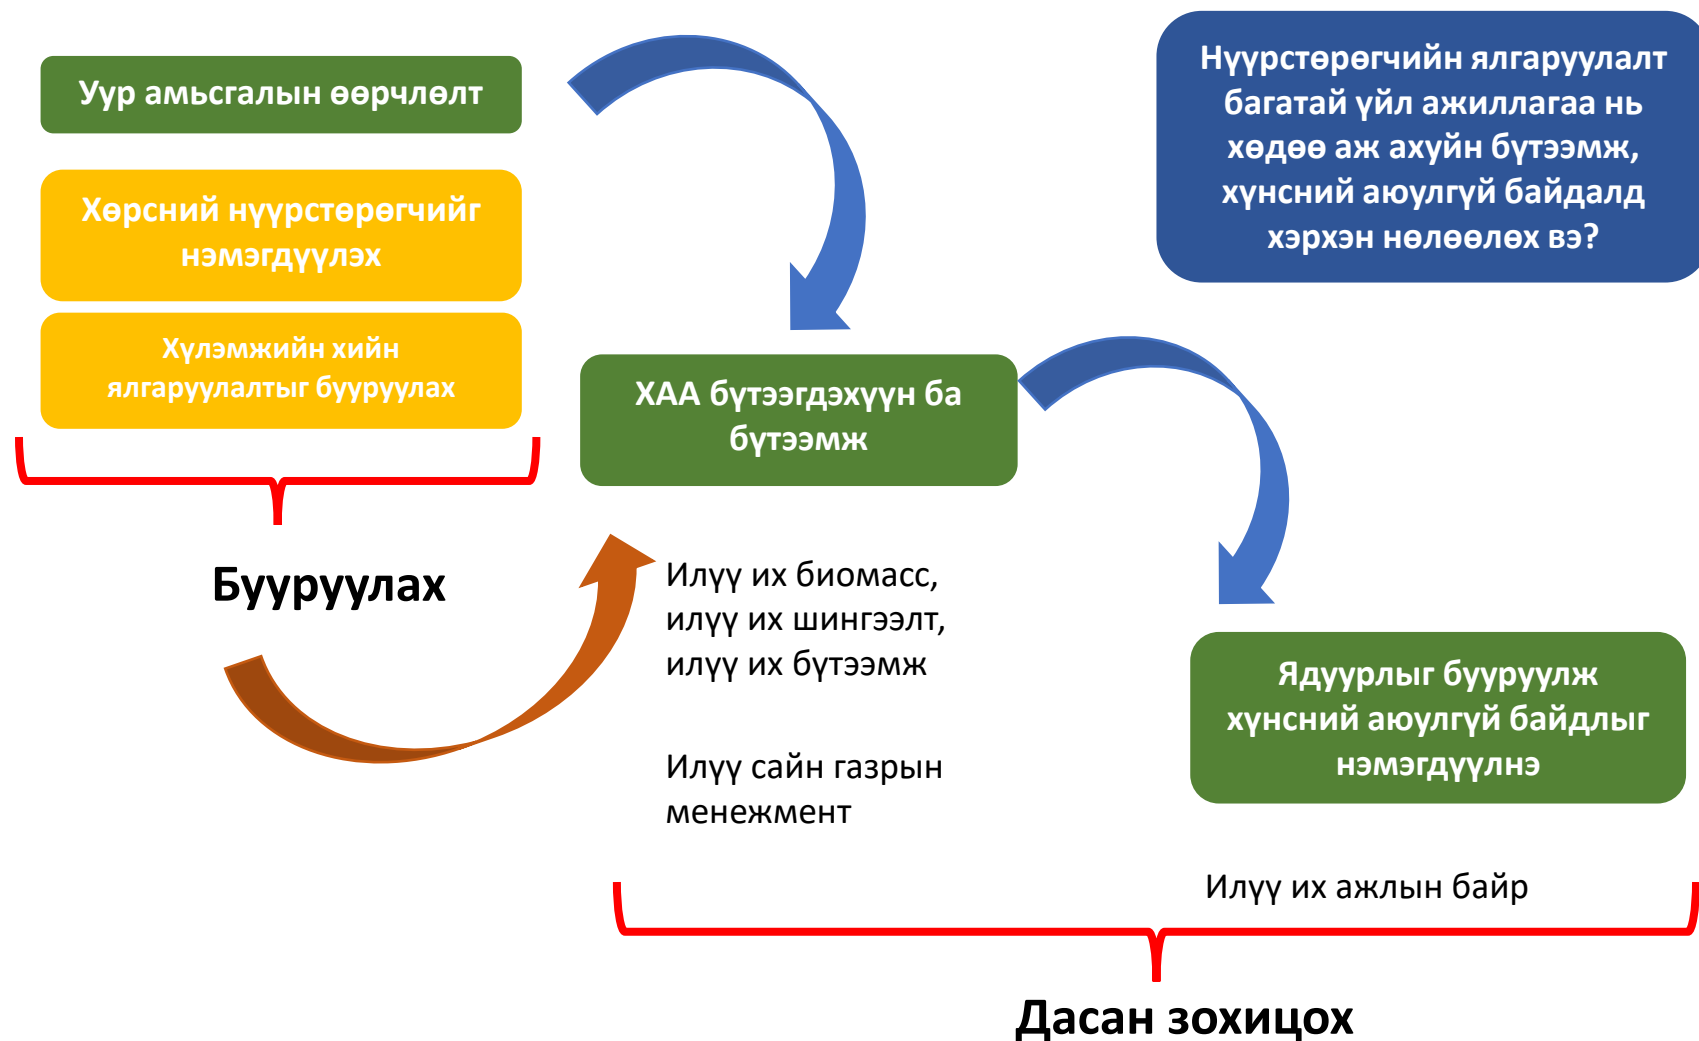 Уур амьсгалын өөрчлөлт
Хөрсний нүүрстөрөгчийг
нэмэгдүүлэх
Хүлэмжийн хийн
ялгаруулалтыг бууруулах
Бууруулах
Нүүрстөрөгчийн ялгаруулалт
багатай үйл ажиллагаа нь
хөдөө аж ахуйн бүтээмж,
хүнсний аюулгүй байдалд
хэрхэн нөлөөлөх вэ?
ХАА бүтээгдэхүүн ба
бүтээмж
Илүү их биомасс,
илүү их шингээлт,
илүү их бүтээмж
Илүү сайн газрын
менежмент
Ядуурлыг бууруулж
хүнсний аюулгүй байдлыг
нэмэгдүүлнэ
Илүү их ажлын байр
Дасан зохицох